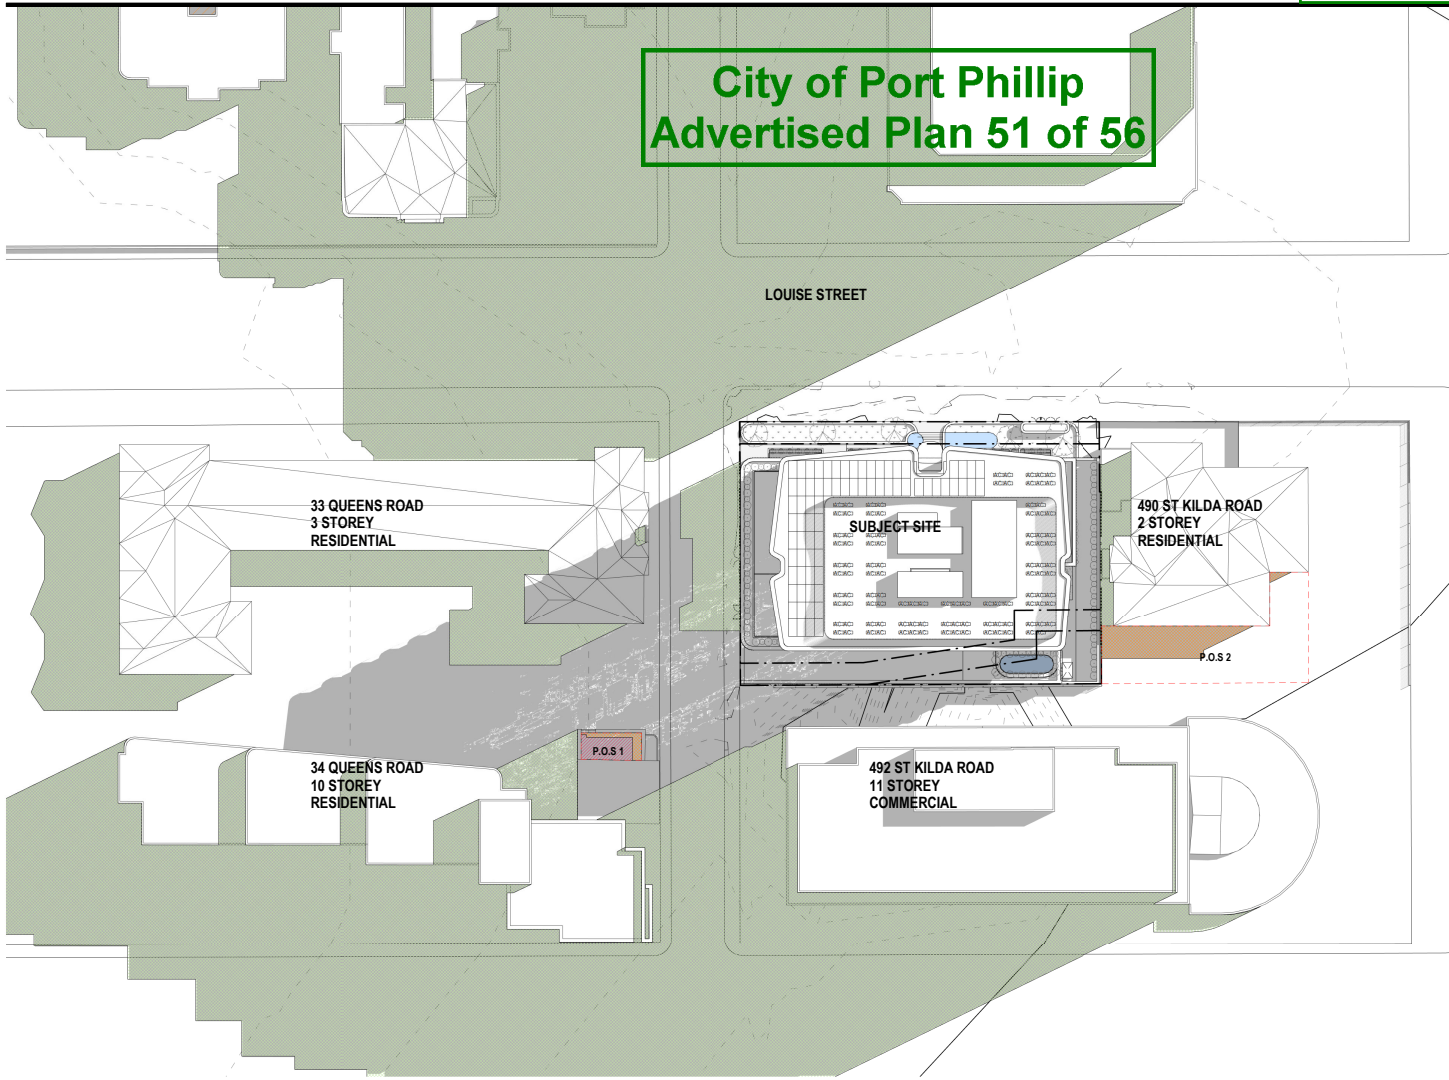 City of Port Phillip
Advertised Plan 51 of 56
LOUISE STREET
33 QUEENS ROAD
3 STOREY
RESIDENTIAL
SUBJECT SITE
490 ST KILDA ROAD
2 STOREY
RESIDENTIAL
P.O.S 2
P.O.S 1
34 QUEENS ROAD
10 STOREY
RESIDENTIAL
492 ST KILDA ROAD
11 STOREY
COMMERCIAL